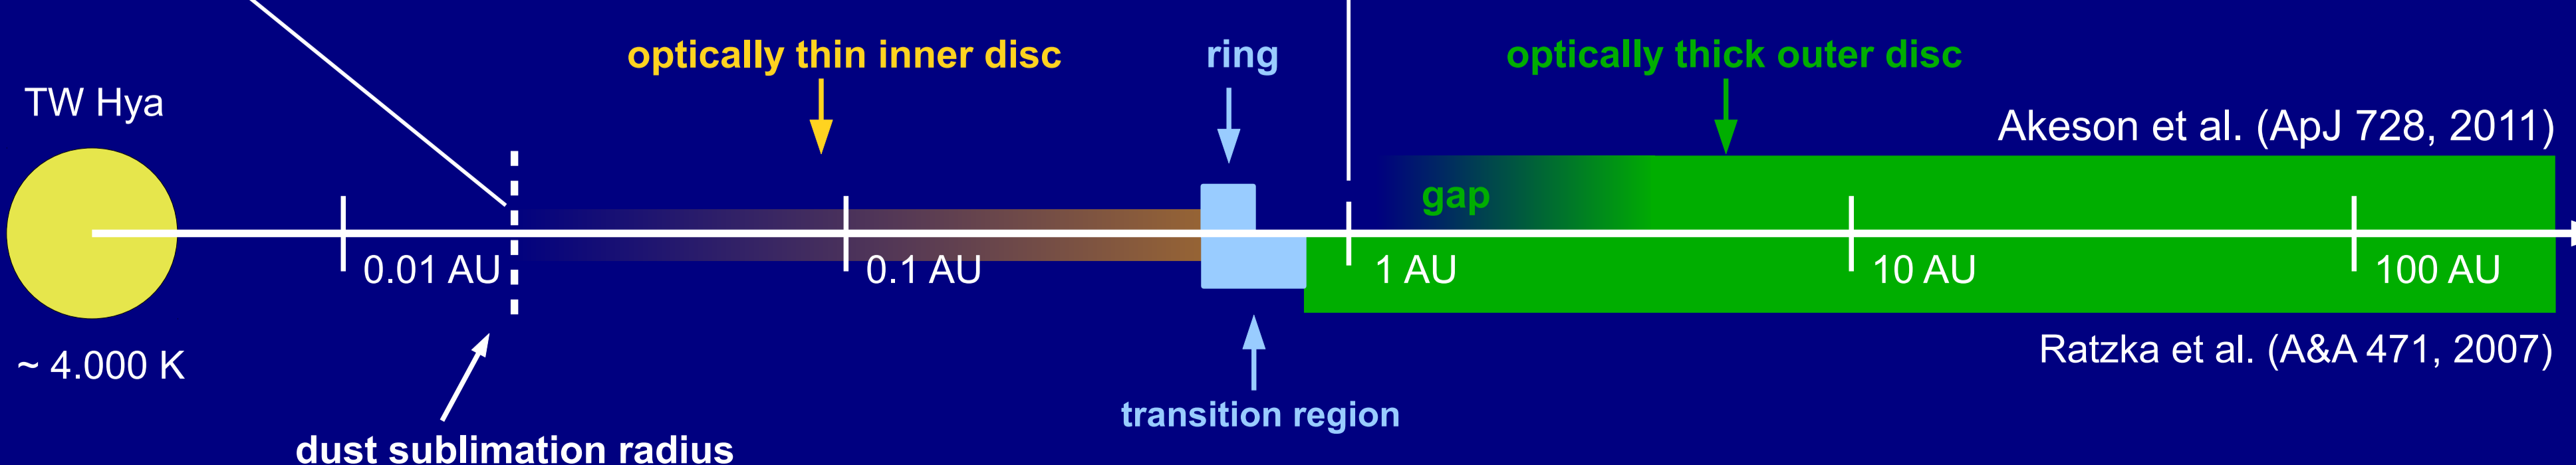 optically thin inner disc
ring
optically thick outer disc
TW Hya
Akeson et al. (ApJ 728, 2011)
gap
0.01 AU
0.1 AU
1 AU
10 AU
100 AU
~ 4.000 K
Ratzka et al. (A&A 471, 2007)
transition region
dust sublimation radius